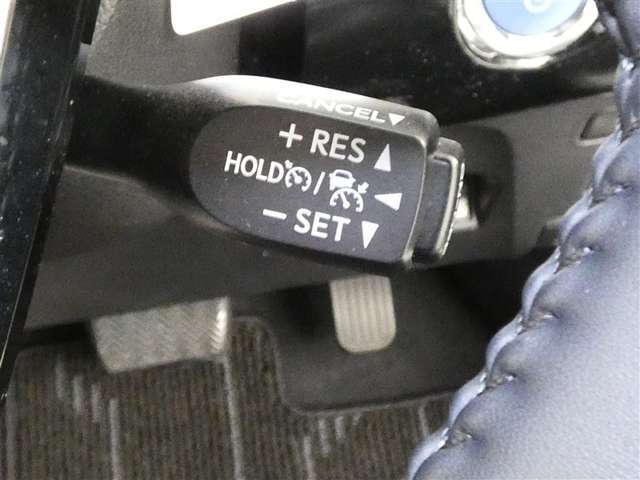 CANCEL▼
+ RES ▲
HOLD / ◀
− SET ▼